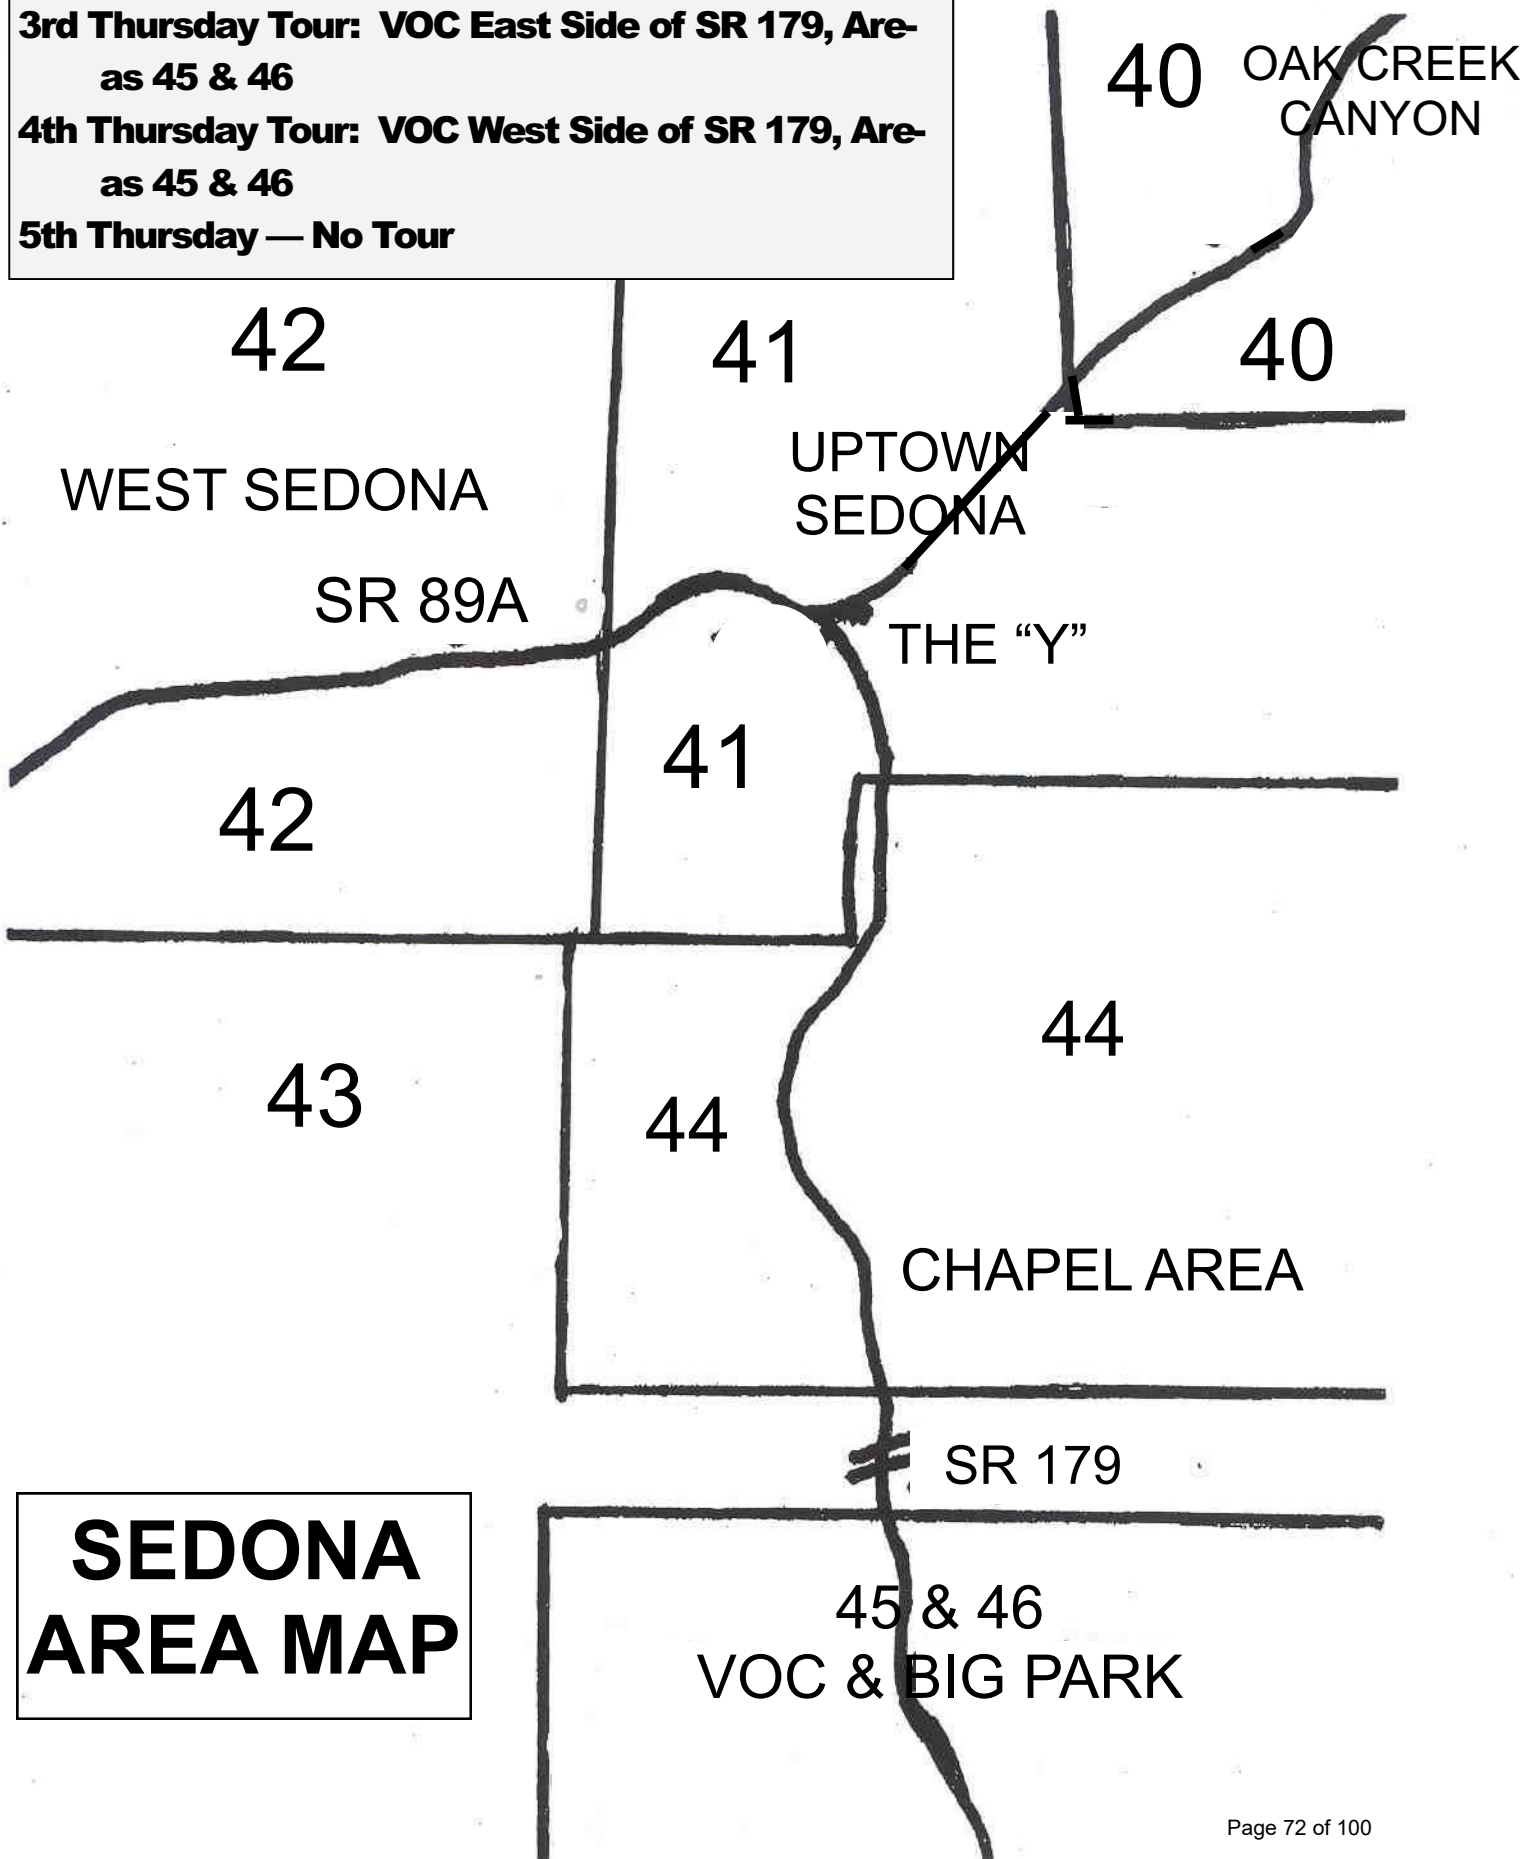 3rd Thursday Tour: VOC East Side of SR 179, Are-
as 45 & 46
4th Thursday Tour: VOC West Side of SR 179, Are-
as 45 & 46
5th Thursday — No Tour
40
OAK CREEK
CANYON
42
41
40
UPTOWN
SEDONA
WEST SEDONA
SR 89A
THE “Y”
41
42
44
43
44
CHAPEL AREA
SR 179
SEDONA
AREA MAP
45 & 46
VOC & BIG PARK
Page 72 of 100